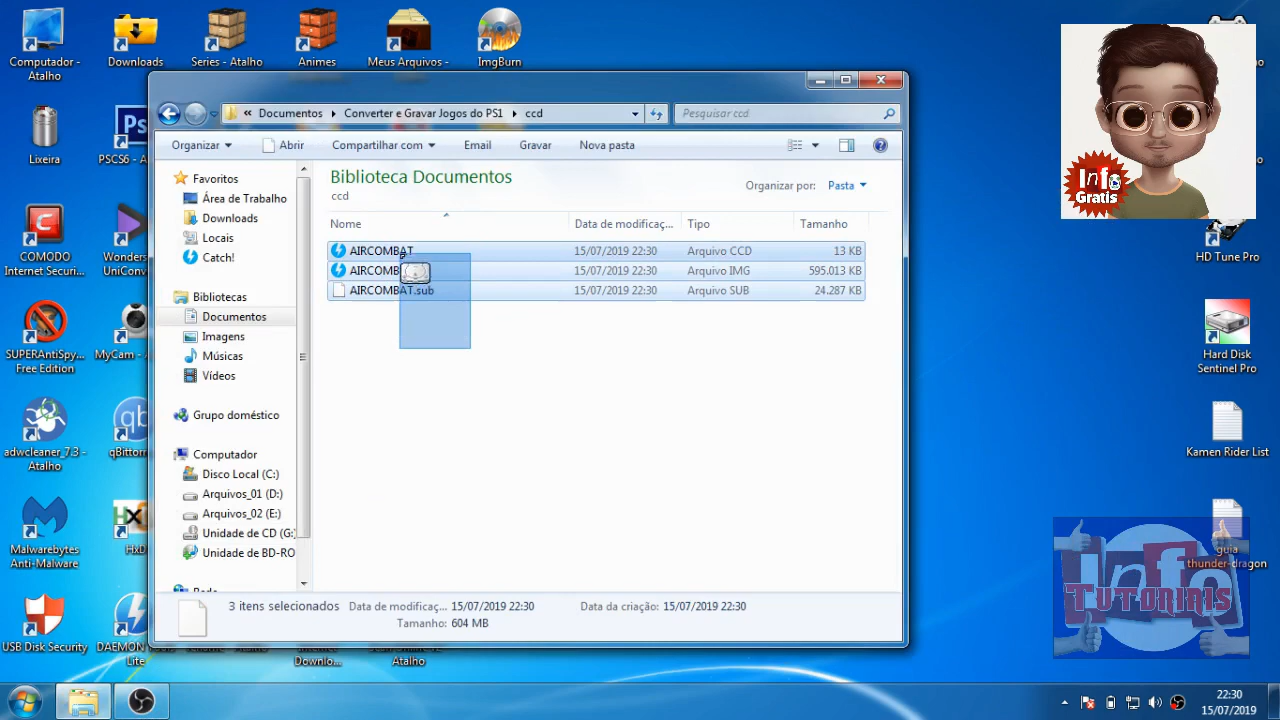 Computador -
Atalho
Downloads
Series - Atalho
Animes
Meus Arquivos -
ImgBurn
Lixeira
PSCS6 - A
COMODO
Internet Securi...
Wonders
UniConv
SUPERAntiSpy...
Free Edition
MyCam - A
adwcleaner_7.3 -
Atalho
qBittorr
Malwarebytes
Anti-Malware
HxD
USB Disk Security
DAEMON
Lite
Downlo...
Atalho
« Documentos
Converter e Gravar Jogos do PS1
ccd
Pesquisar ccd
Organizar
Abrir
Compartilhar com
Email
Gravar
Nova pasta
Favoritos
Área de Trabalho
Downloads
Locais
Catch!
Bibliotecas
Documentos
Imagens
Músicas
Vídeos
Grupo doméstico
Computador
Disco Local (C:)
Arquivos_01 (D:)
Arquivos_02 (E:)
Unidade de CD (G:)
Unidade de BD-RO
Rede
Biblioteca Documentos
ccd
Organizar por: Pasta
Nome Data de modificaç... Tipo Tamanho
AIRCOMBAT 15/07/2019 22:30 Arquivo CCD 13 KB
AIRCOMB 15/07/2019 22:30 Arquivo IMG 595.013 KB
AIRCOMBAT.sub 15/07/2019 22:30 Arquivo SUB 24.287 KB
3 itens selecionados Data de modificaç... 15/07/2019 22:30 Data da criação: 15/07/2019 22:30
Tamanho: 604 MB
Info
Gratis
HD Tune Pro
Hard Disk
Sentinel Pro
Kamen Rider List
guia
thunder-dragon
Info
Tutoriais
22:30
15/07/2019